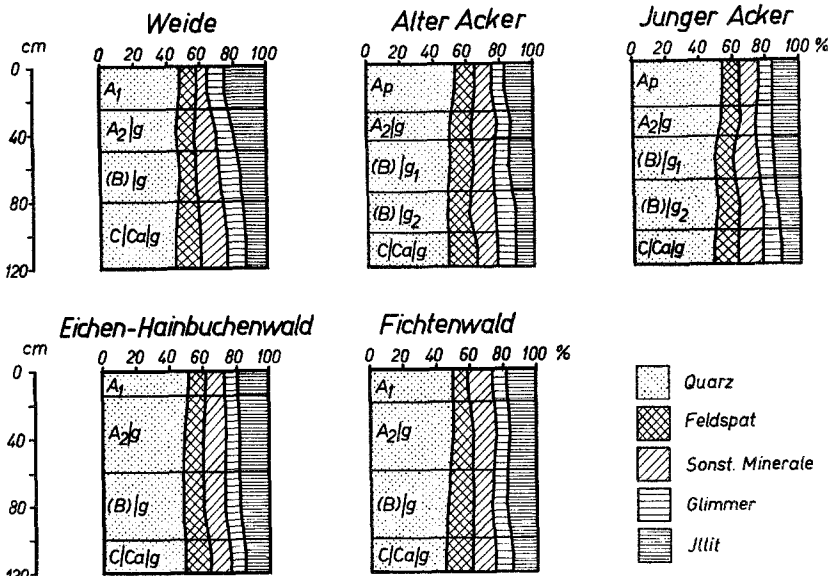 Weide
Alter Acker
Junger Acker
cm
0 20 40 60 80 100
0 20 40 60 80 100
0 20 40 60 80 100 %
0
40
80
120
A1
A2|g
(B)|g
C|Ca|g
Ap
A2|g
(B)|g1
(B)|g2
C|Ca|g
Ap
A2|g
(B)|g1
(B)|g2
C|Ca|g
Eichen-Hainbuchenwald
Fichtenwald
cm
0 20 40 60 80 100
0 20 40 60 80 100 %
0
40
80
120
A1
A2|g
(B)|g
C|Ca|g
A1
A2|g
(B)|g
C|Ca|g
Quarz
Feldspat
Sonst. Minerale
Glimmer
Jllit